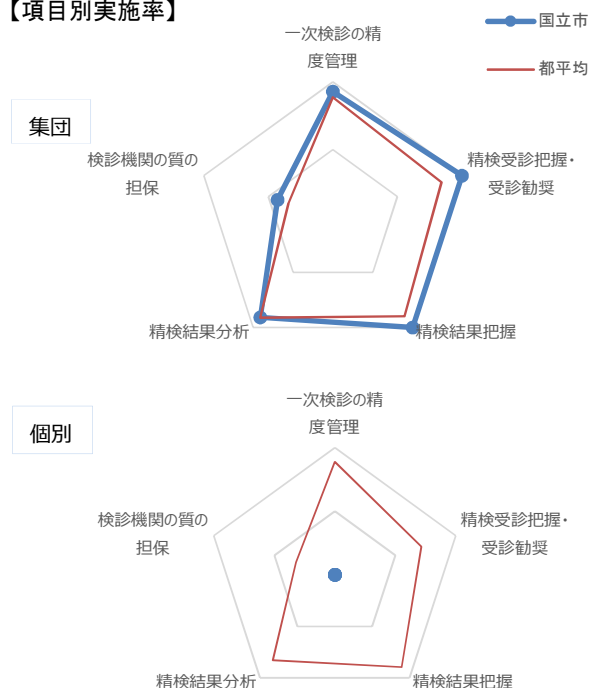 【項目別実施率】
国立市
都平均
集団
一次検診の精
度管理
精検受診把握・
受診勧奨
精検結果把握
精検結果分析
検診機関の質の
担保
個別
一次検診の精
度管理
精検受診把握・
受診勧奨
精検結果把握
精検結果分析
検診機関の質の
担保